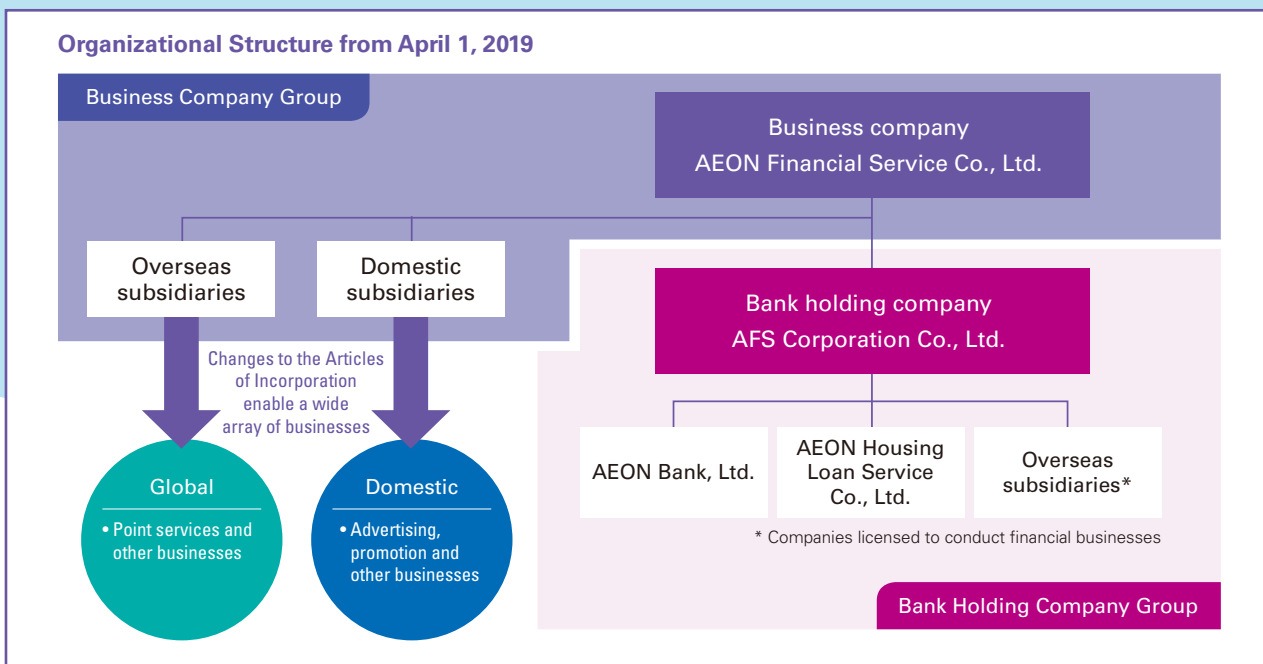 Organizational Structure from April 1, 2019
Business Company Group
Business company
AEON Financial Service Co., Ltd.
Overseas
subsidiaries
Domestic
subsidiaries
Bank holding company
AFS Corporation Co., Ltd.
Changes to the Articles
of Incorporation
enable a wide
array of businesses
AEON Bank, Ltd.
AEON Housing
Loan Service
Co., Ltd.
Overseas
subsidiaries*
* Companies licensed to conduct financial businesses
Global
• Point services and
other businesses
Domestic
• Advertising,
promotion and
other businesses
Bank Holding Company Group